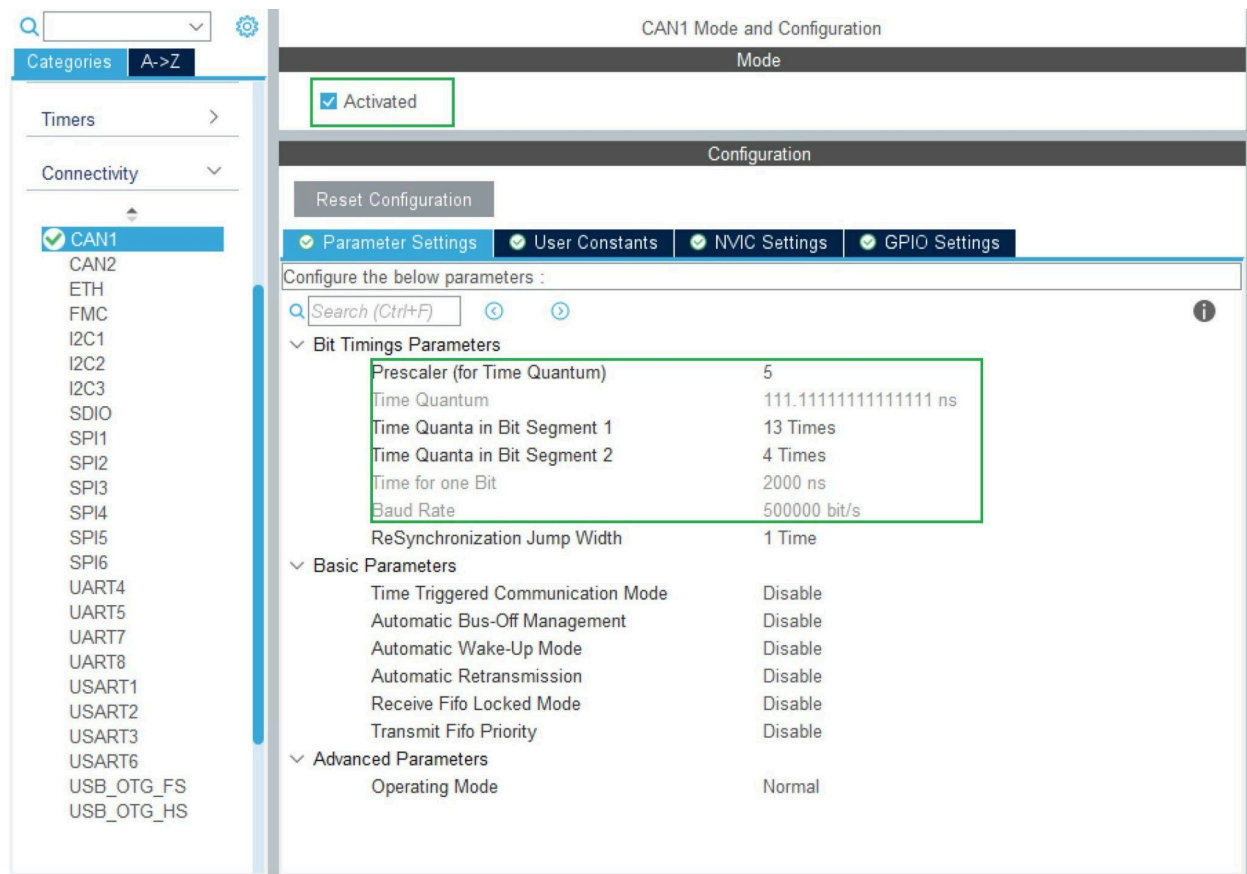 Categories
A->Z
Timers
Connectivity
CAN1
CAN2
ETH
FMC
I2C1
I2C2
I2C3
SDIO
SPI1
SPI2
SPI3
SPI4
SPI5
SPI6
UART4
UART5
UART7
UART8
USART1
USART2
USART3
USART6
USB_OTG_FS
USB_OTG_HS
CAN1 Mode and Configuration
Mode
Activated
Configuration
Reset Configuration
Parameter Settings
User Constants
NVIC Settings
GPIO Settings
Configure the below parameters :
Search (Ctrl+F)
Bit Timings Parameters
Prescaler (for Time Quantum) 5
Time Quantum 111.11111111111111 ns
Time Quanta in Bit Segment 1 13 Times
Time Quanta in Bit Segment 2 4 Times
Time for one Bit 2000 ns
Baud Rate 500000 bit/s
ReSynchronization Jump Width 1 Time
Basic Parameters
Time Triggered Communication Mode Disable
Automatic Bus-Off Management Disable
Automatic Wake-Up Mode Disable
Automatic Retransmission Disable
Receive Fifo Locked Mode Disable
Transmit Fifo Priority Disable
Advanced Parameters
Operating Mode Normal